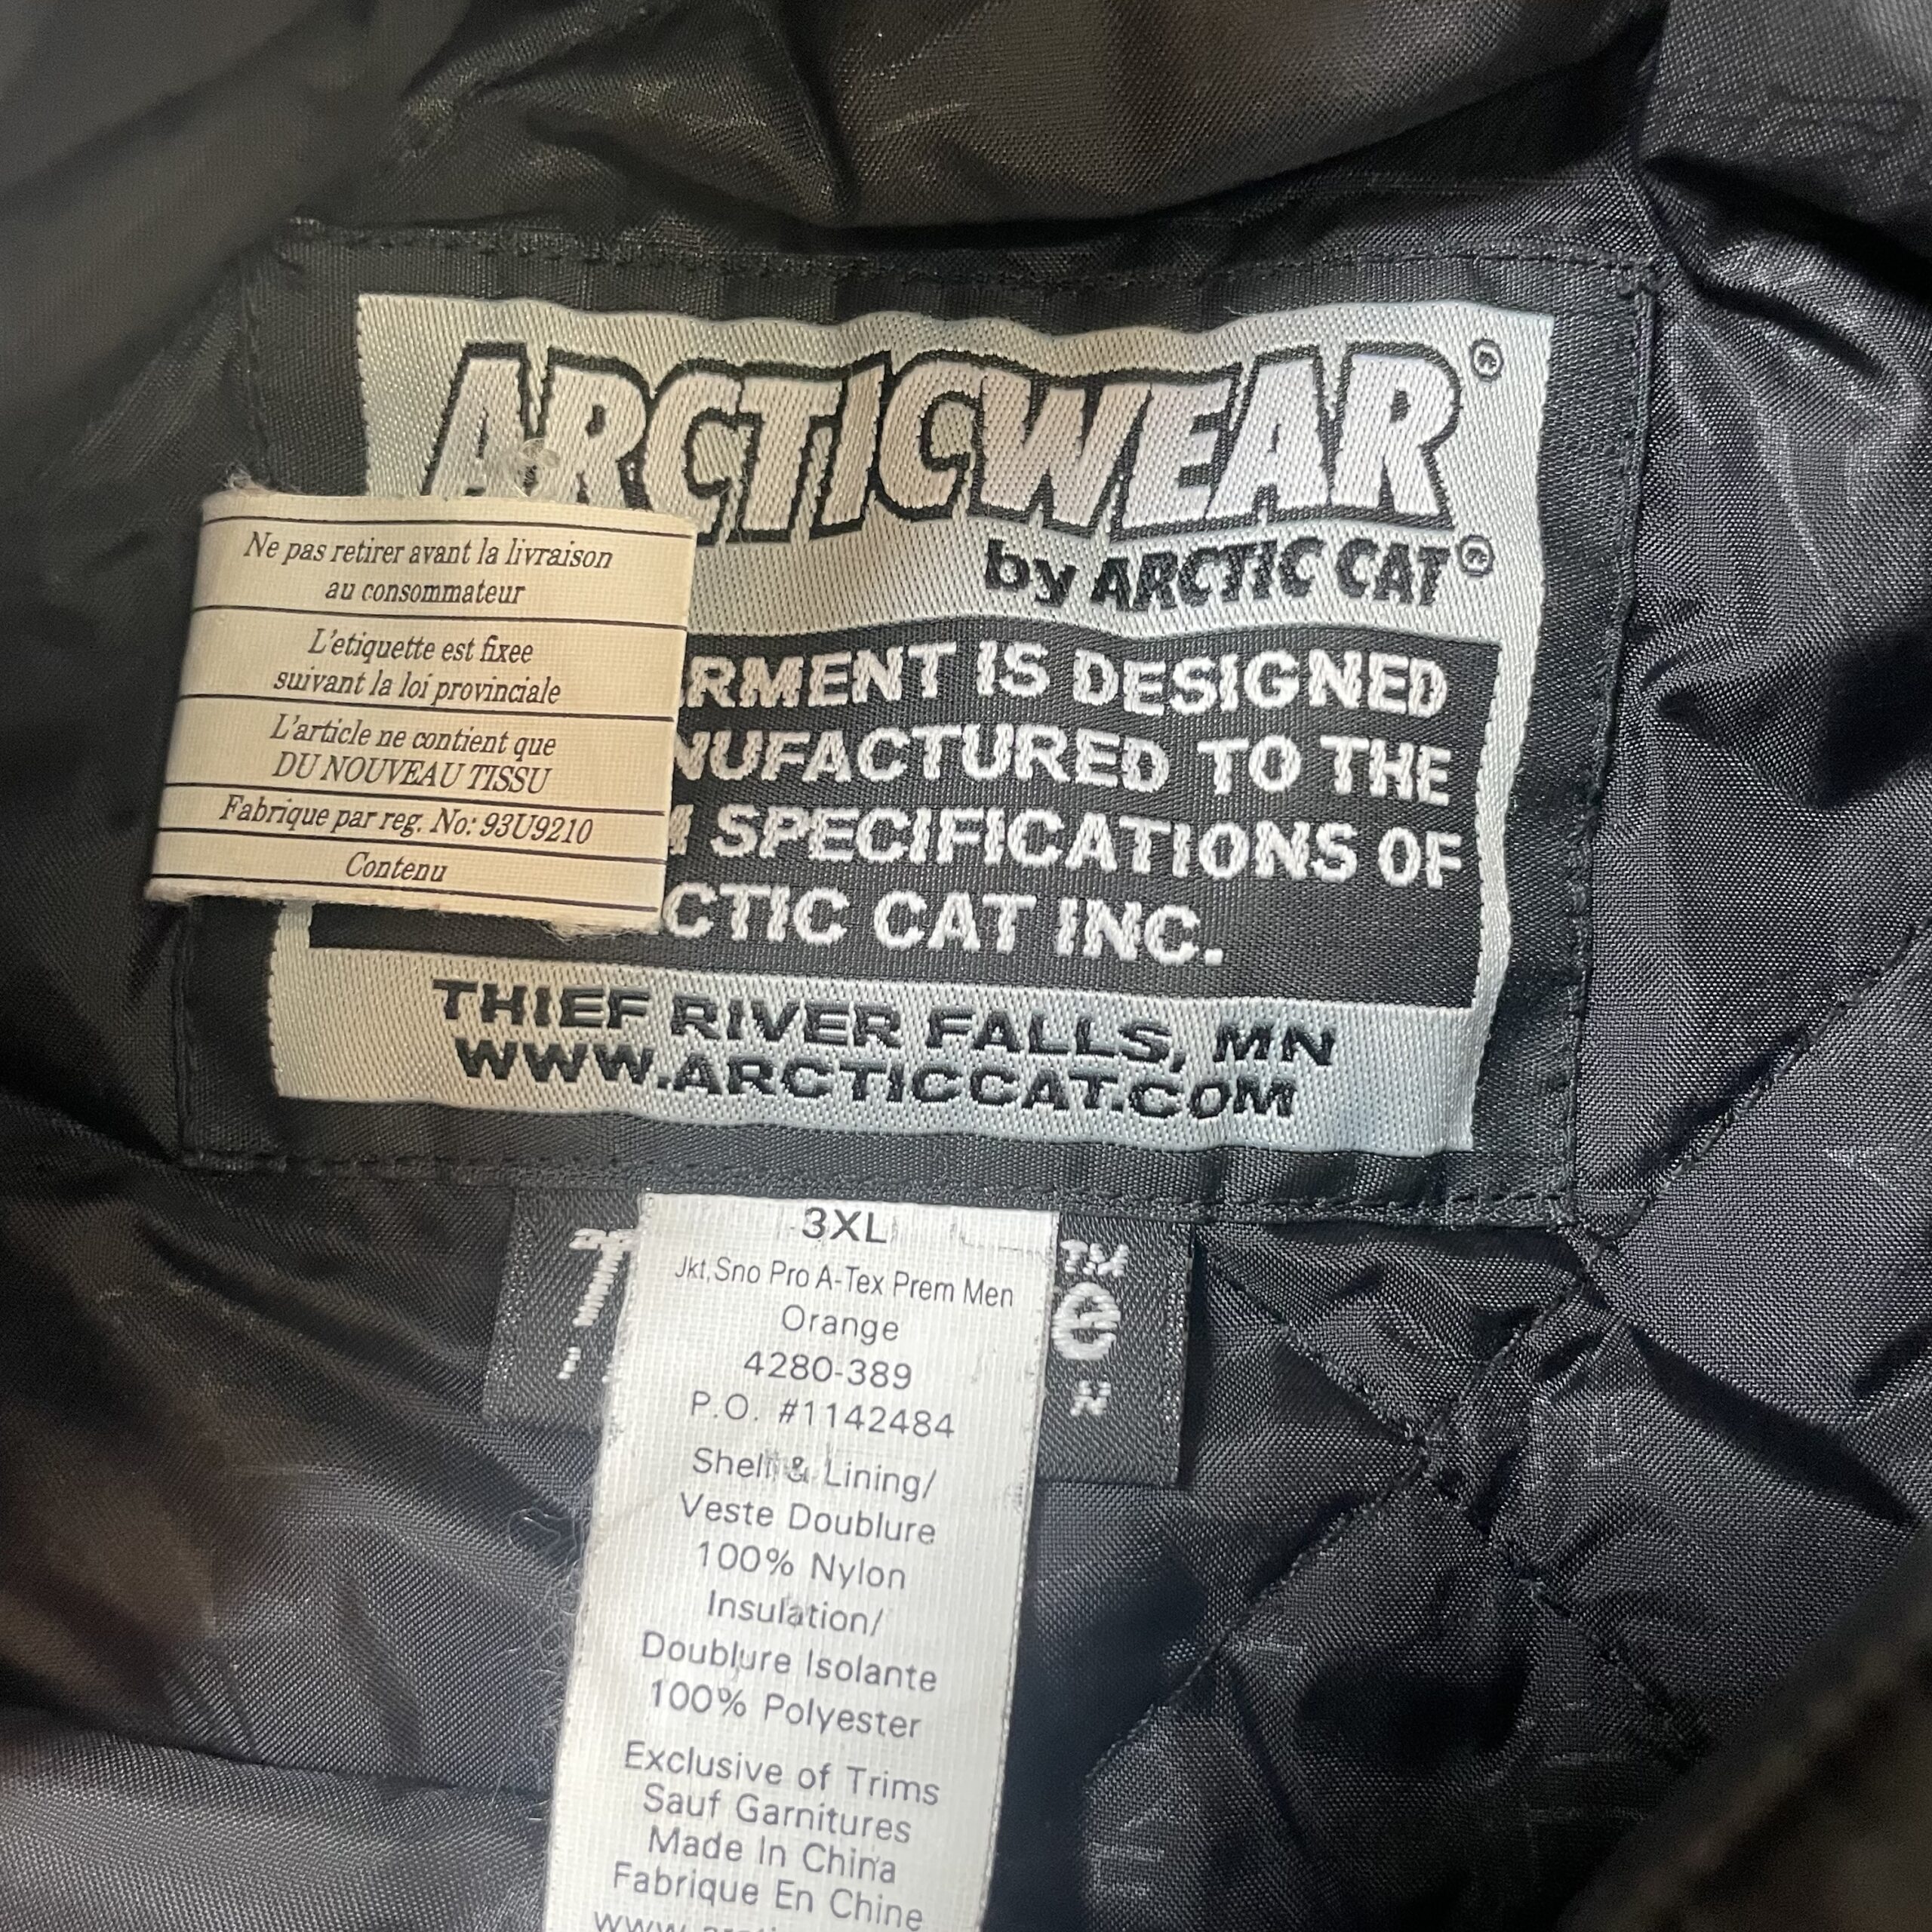 ARCTICWEAR®
by ARCTIC CAT®
Ne pas retirer avant la livraison
au consommateur
L'etiquette est fixee
suivant la loi provinciale
L'article ne contient que
DU NOUVEAU TISSU
Fabrique par reg. No: 93U9210
Contenu
IS DESIGNED
TO THE
SPECIFICATIONS OF
CAT INC.
THIEF RIVER FALLS, MN
WWW.ARCTICCAT.COM
TM
3XL
Jkt,Sno Pro A-Tex Prem Men
Orange
4280-389
P.O. #1142484
Shell & Lining/
Veste Doublure
100% Nylon
Insulation/
Doublure Isolante
100% Polyester
Exclusive of Trims
Sauf Garnitures
Made In China
Fabrique En Chine